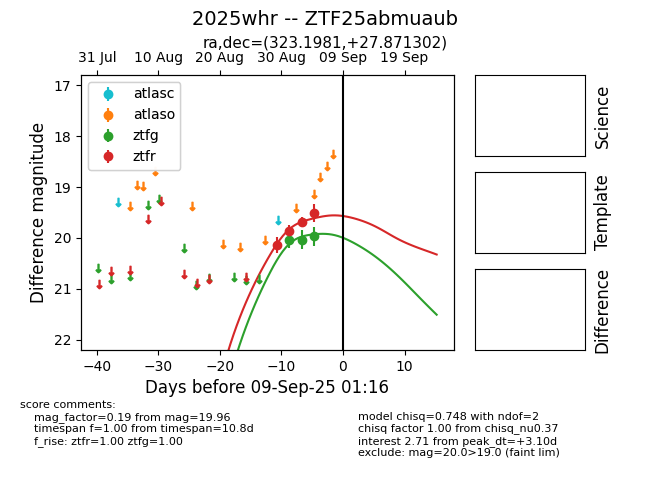 2025whr -- ZTF25abmuaub
ra,dec=(323.1981,+27.871302)
31 Jul 10 Aug 20 Aug 30 Aug 09 Sep 19 Sep
atlasc
atlaso
ztfg
ztfr
17
18
19
20
21
22
Difference magnitude
−40 −30 −20 −10 0 10
Days before 09-Sep-25 01:16
Science
Template
Difference
score comments:
mag_factor=0.19 from mag=19.96
timespan f=1.00 from timespan=10.8d
f_rise: ztfr=1.00 ztfg=1.00
model chisq=0.748 with ndof=2
chisq factor 1.00 from chisq_nu0.37
interest 2.71 from peak_dt=+3.10d
exclude: mag=20.0>19.0 (faint lim)